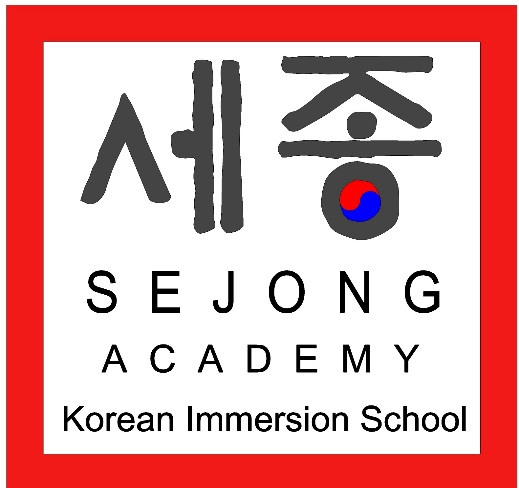 세종
SEJONG
ACADEMY
Korean Immersion School